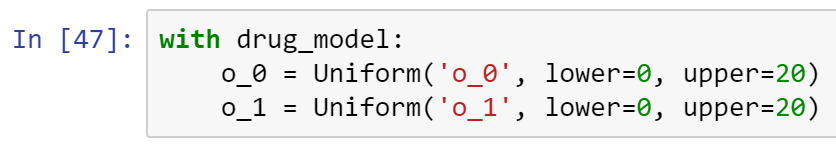 In [47]: with drug_model:
    o_0 = Uniform('o_0', lower=0, upper=20)
    o_1 = Uniform('o_1', lower=0, upper=20)